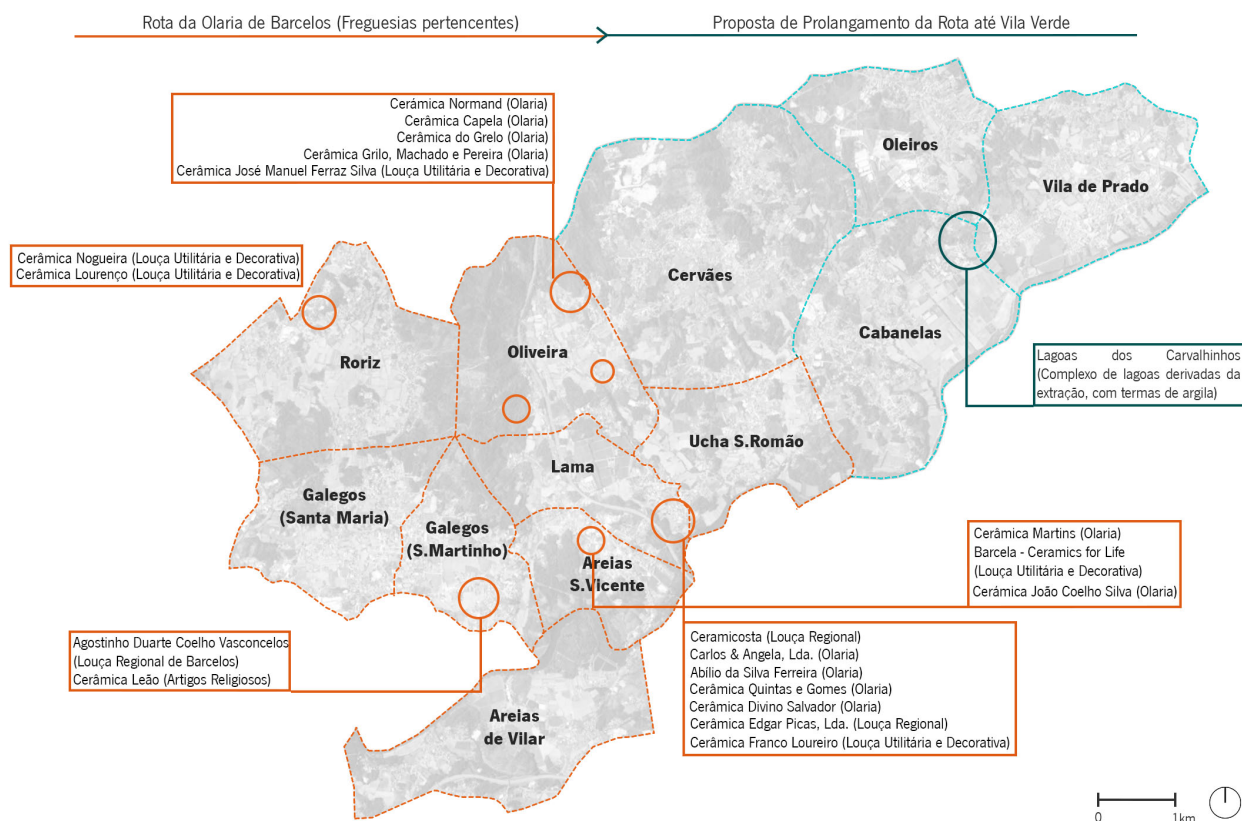 Rota da Olaria de Barcelos (Freguesias pertencentes)
Proposta de Prolangamento da Rota até Vila Verde
Cerámica Normand (Olaria)
Cerâmica Capela (Olaria)
Cerâmica do Grelo (Olaria)
Cerâmica Grilo, Machado e Pereira (Olaria)
Cerâmica José Manuel Ferraz Silva (Louça Utilitária e Decorativa)
Oleiros
Vila de Prado
Cerâmica Nogueira (Louça Utilitária e Decorativa)
Cerâmica Lourenço (Louça Utilitária e Decorativa)
Cervães
Cabanelas
Roriz
Oliveira
Lagoas dos Carvalhinhos
(Complexo de lagoas derivadas da
extração, com termas de argila)
Ucha S.Romão
Lama
Galegos
(Santa Maria)
Galegos
(S.Martinho)
Areias
S.Vicente
Cerâmica Martins (Olaria)
Barcela - Ceramics for Life
(Louça Utilitária e Decorativa)
Cerámica João Coelho Silva (Olaria)
Agostinho Duarte Coelho Vasconcelos
(Louça Regional de Barcelos)
Cerâmica Leão (Artigos Religiosos)
Ceramicosta (Louça Regional)
Carlos & Angela, Lda. (Olaria)
Abílio da Silva Ferreira (Olaria)
Cerâmica Quintas e Gomes (Olaria)
Cerâmica Divino Salvador (Olaria)
Cerâmica Edgar Picas, Lda. (Louça Regional)
Cerâmica Franco Loureiro (Louça Utilitária e Decorativa)
Areias
de Vilar
0 1km